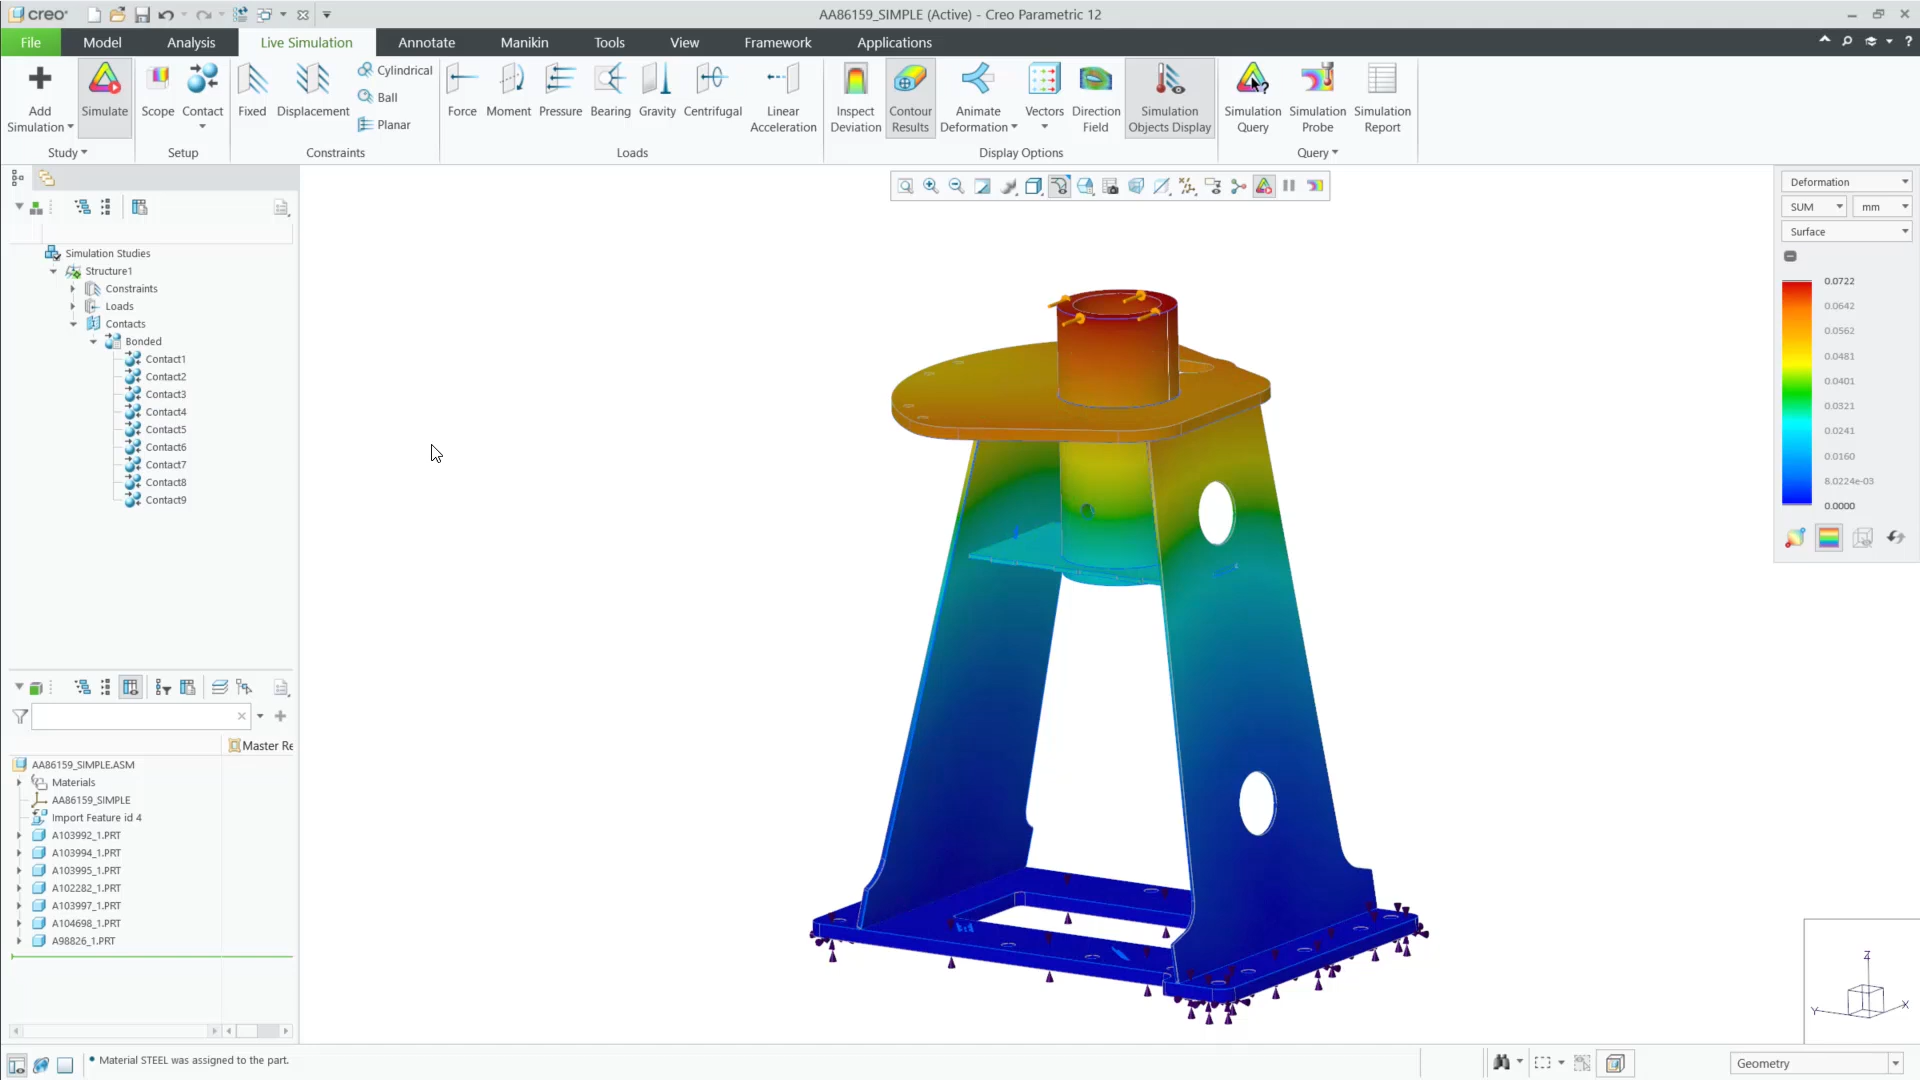 creo
AA86159_SIMPLE (Active) - Creo Parametric 12
File Model Analysis Live Simulation Annotate Manikin Tools View Framework Applications
?
Add Simulation
Simulate
Scope
Contact
Fixed
Displacement
Cylindrical
Ball
Planar
Force
Moment
Pressure
Bearing
Gravity
Centrifugal
Linear Acceleration
Inspect Deviation
Contour Results
Animate Deformation
Vectors
Direction Field
Simulation Objects Display
Simulation Query
Simulation Probe
Simulation Report
Study Setup Constraints Loads Display Options Query
Simulation Studies
Structure1
Constraints
Loads
Contacts
Bonded
Contact1
Contact2
Contact3
Contact4
Contact5
Contact6
Contact7
Contact8
Contact9
Master Re
AA86159_SIMPLE.ASM
Materials
AA86159_SIMPLE
Import Feature id 4
A103992_1.PRT
A103994_1.PRT
A103995_1.PRT
A102282_1.PRT
A103997_1.PRT
A104698_1.PRT
A98826_1.PRT
Deformation
SUM mm
Surface
0.0722
0.0642
0.0562
0.0481
0.0401
0.0321
0.0241
0.0160
8.0224e-03
0.0000
Z
Y X
• Material STEEL was assigned to the part.
Geometry